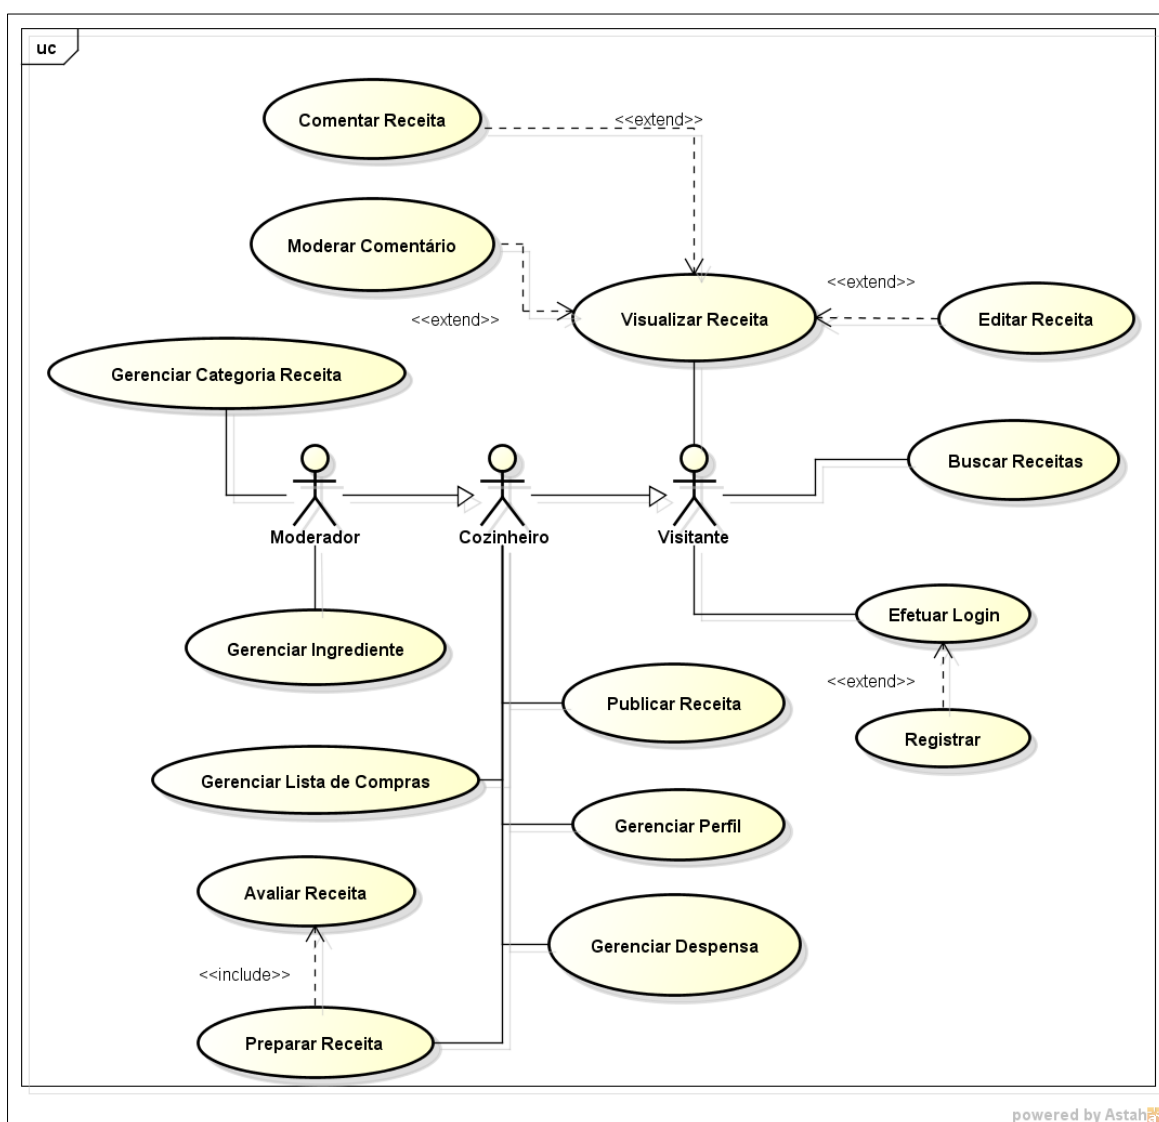 uc
Comentar Receita
<<extend>>
Moderar Comentário
<<extend>>
Visualizar Receita
<<extend>>
Editar Receita
Gerenciar Categoria Receita
Buscar Receitas
Moderador
Cozinheiro
Visitante
Efetuar Login
Gerenciar Ingrediente
<<extend>>
Publicar Receita
Registrar
Gerenciar Lista de Compras
Gerenciar Perfil
Avaliar Receita
Gerenciar Despensa
<<include>>
Preparar Receita
powered by Astah